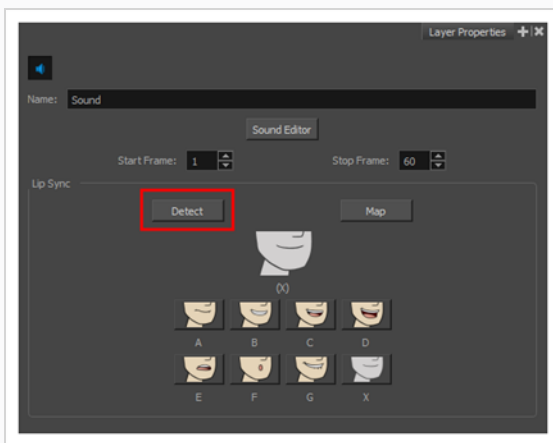 Layer Properties
Name: Sound
Sound Editor
Start Frame: 1 Stop Frame: 60
Lip Sync
Detect Map
(X)
A B C D
E F G X